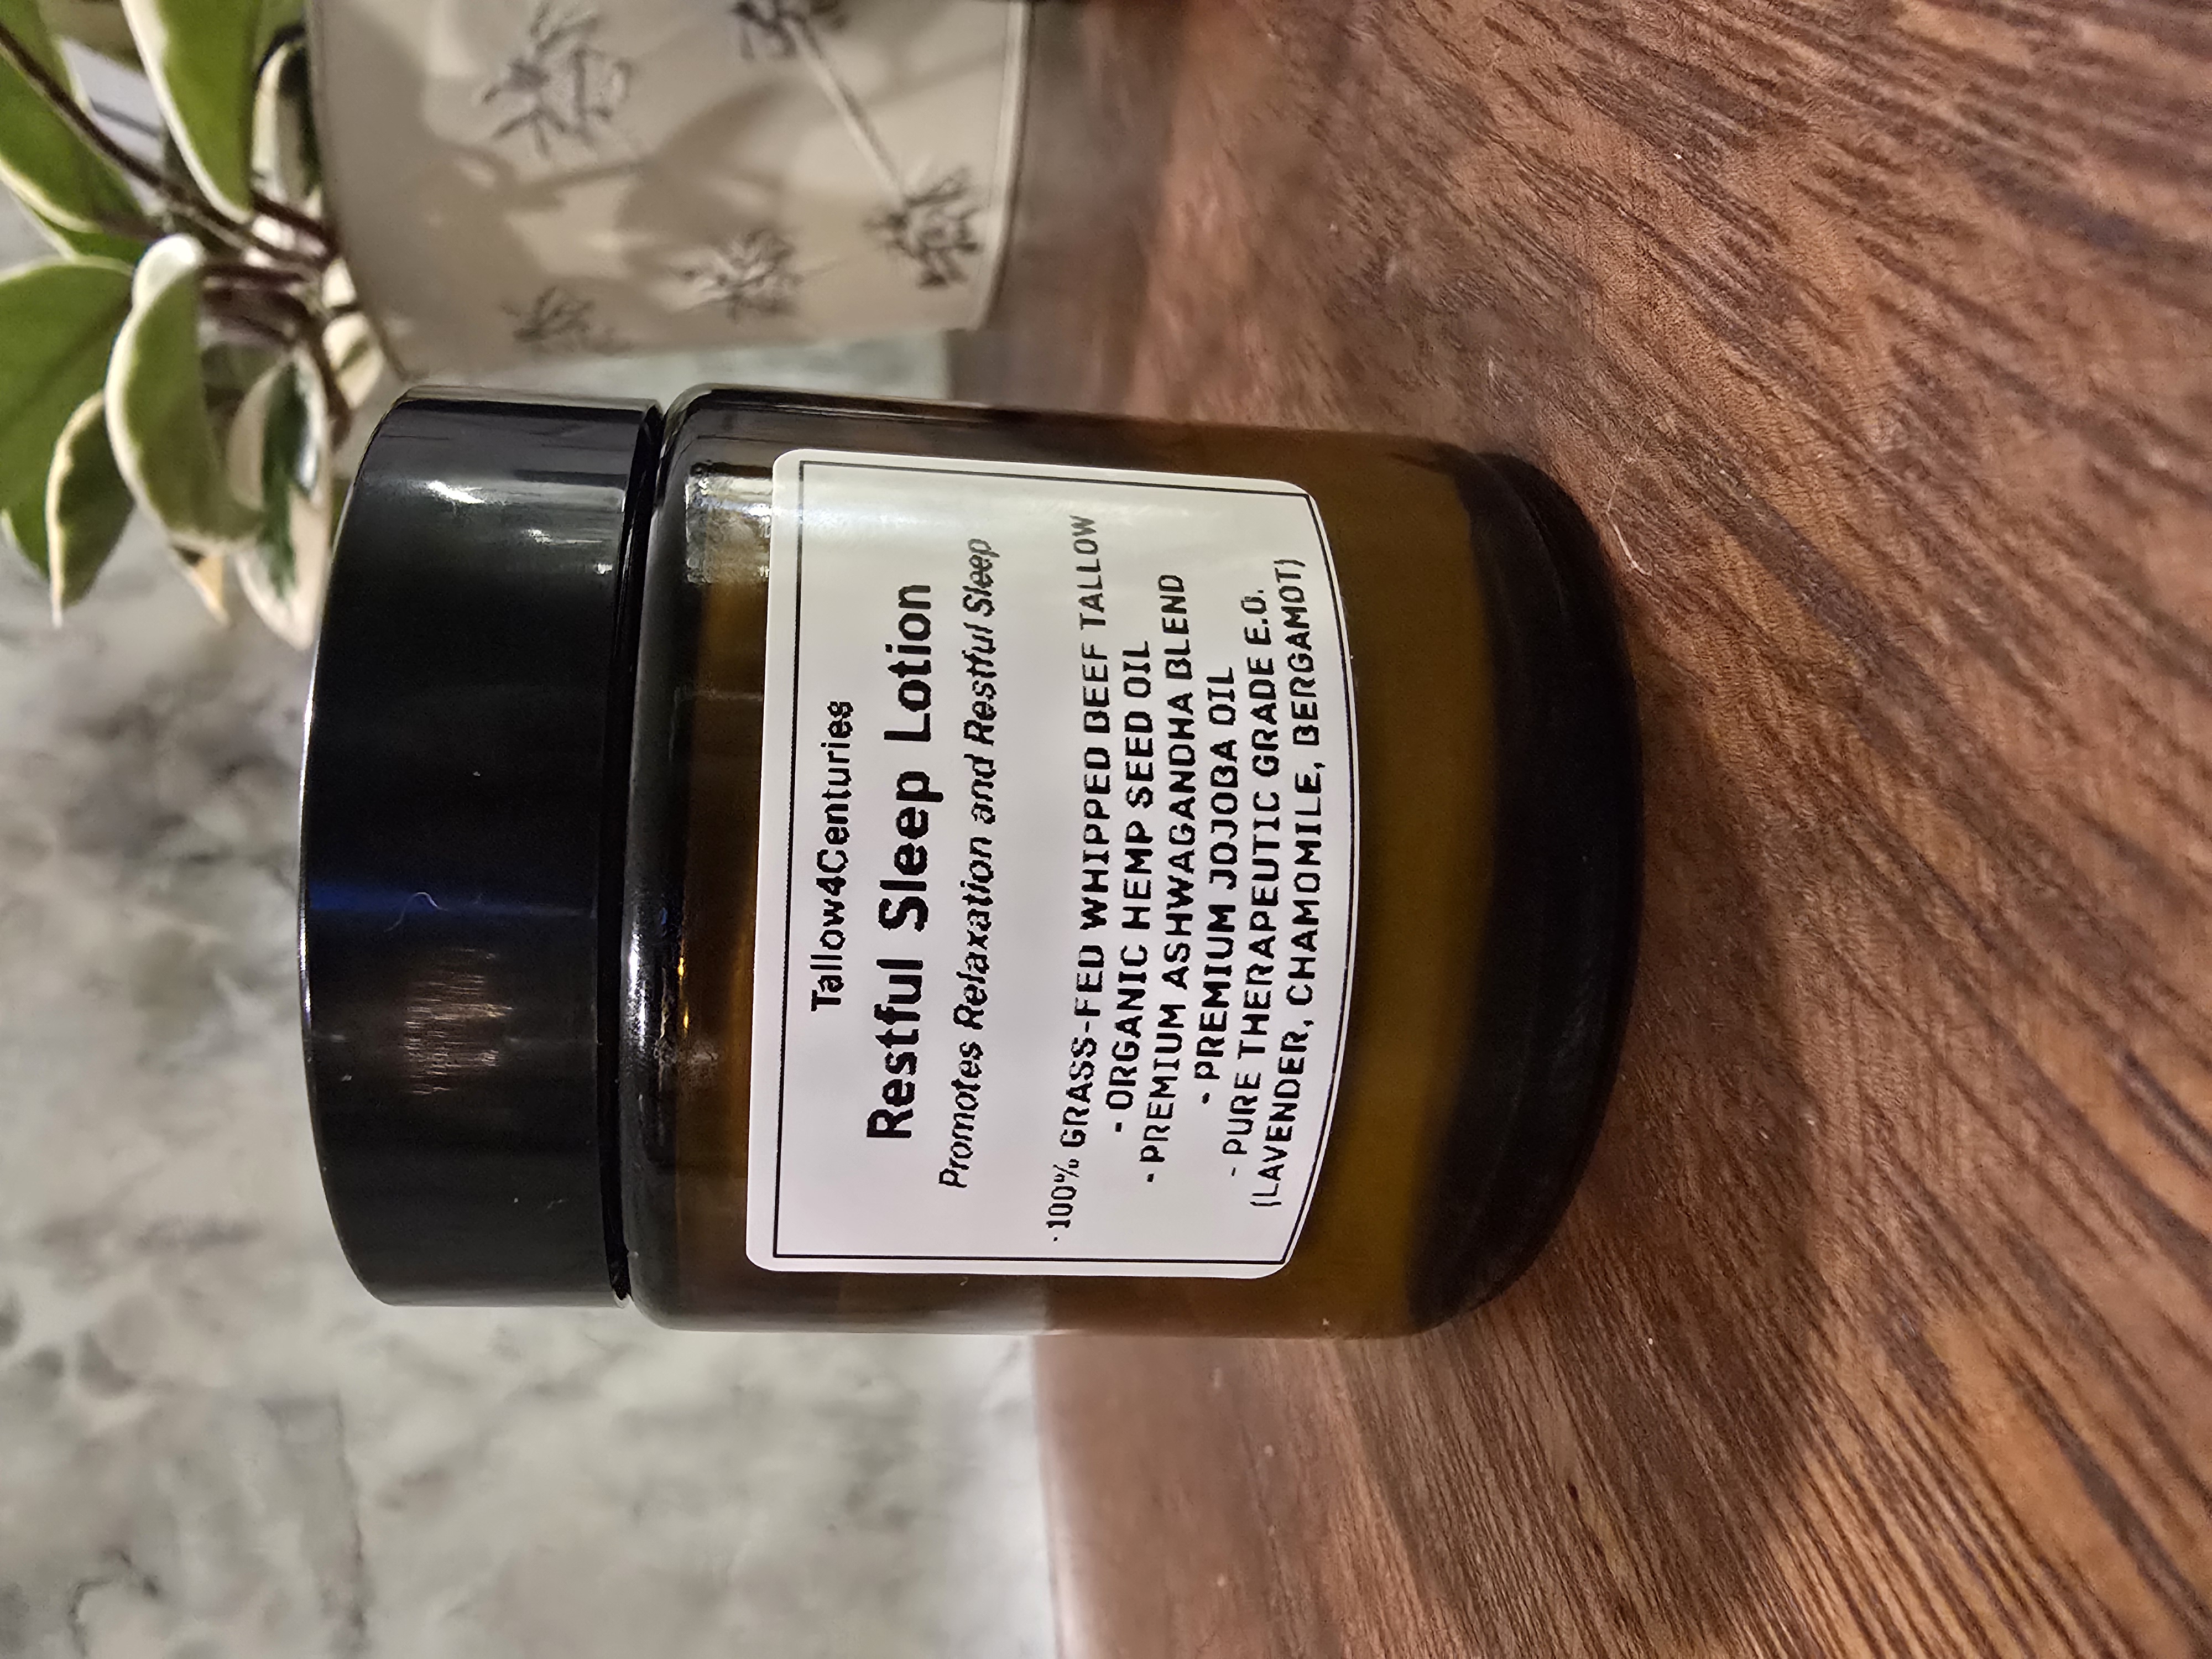 Tallow4Centuries
Restful Sleep Lotion
Promotes Relaxation and Restful Sleep
- 100% GRASS-FED WHIPPED BEEF TALLOW
- ORGANIC HEMP SEED OIL
- PREMIUM ASHWAGANDHA BLEND
- PREMIUM JOJOBA OIL
- PURE THERAPEUTIC GRADE E.O.
(LAVENDER, CHAMOMILE, BERGAMOT)